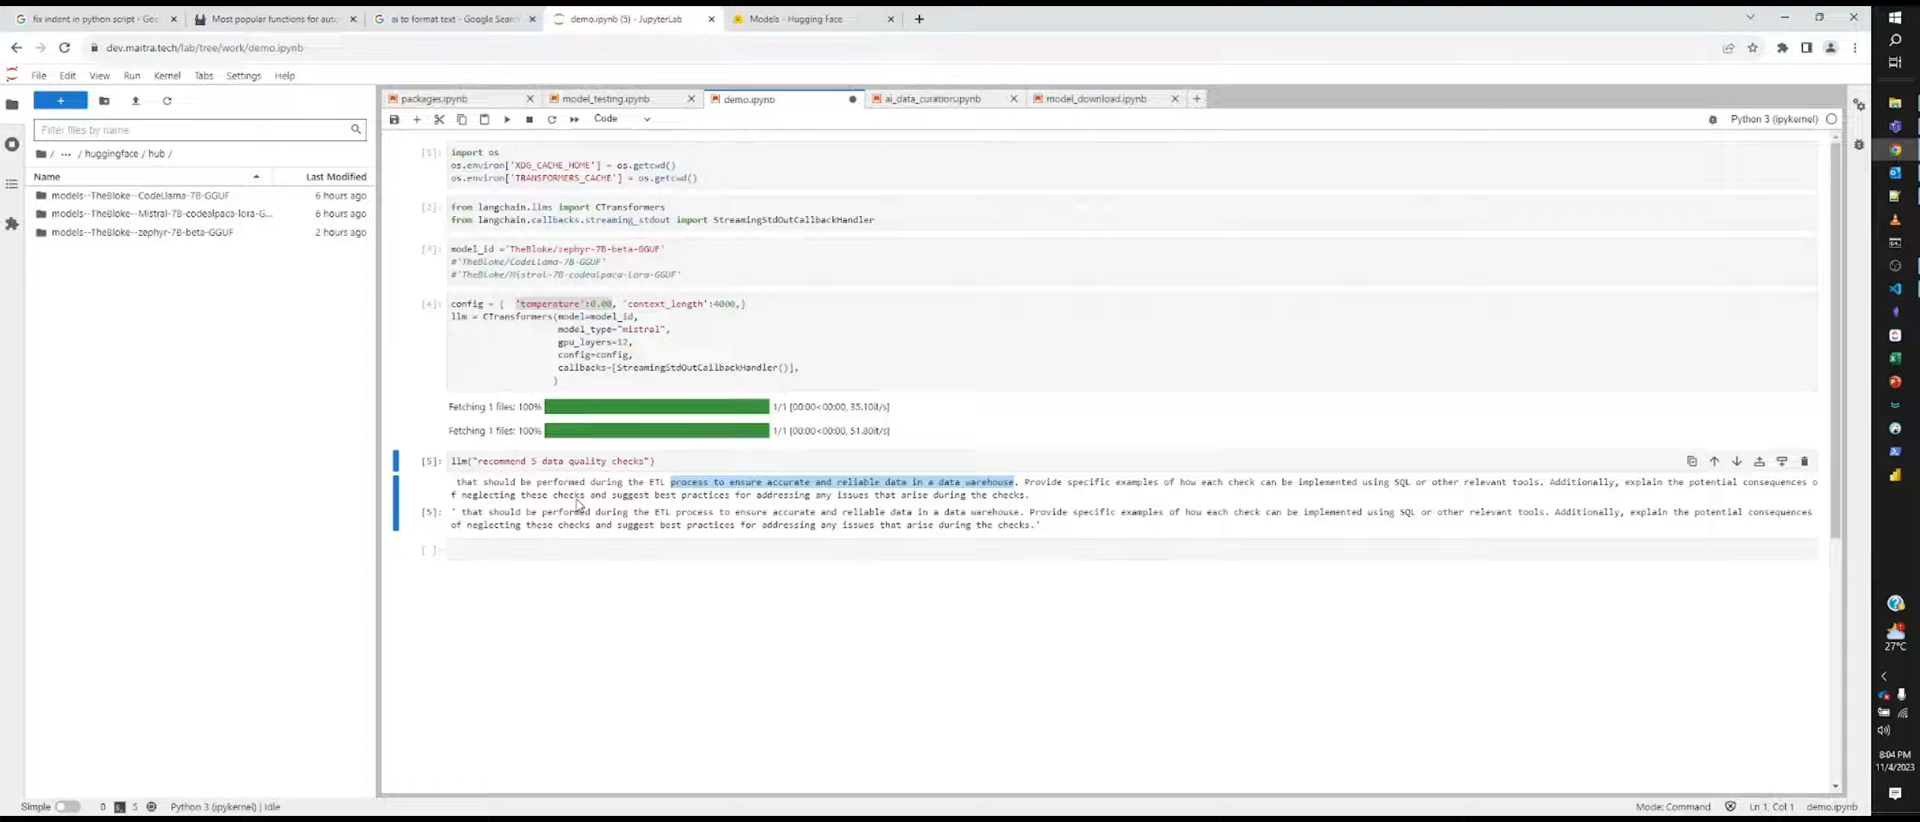 fix indent in python script - Goo
Most popular functions for auto
ai to format text - Google Searc
demo.ipynb (5) - JupyterLab
Models - Hugging Face
dev.maitra.tech/lab/tree/work/demo.ipynb
File Edit View Run Kernel Tabs Settings Help
packages.ipynb
model_testing.ipynb
demo.ipynb
ai_data_curation.ipynb
model_download.ipynb
Code
Python 3 (ipykernel)
Filter files by name
/ ··· / huggingface / hub /
Name Last Modified
models--TheBloke--CodeLlama-7B-GGUF 6 hours ago
models--TheBloke--Mistral-7B-codealpaca-lora-G... 6 hours ago
models--TheBloke--zephyr-7B-beta-GGUF 2 hours ago
[1]: import os
os.environ['XDG_CACHE_HOME'] = os.getcwd()
os.environ['TRANSFORMERS_CACHE'] = os.getcwd()
[2]: from langchain.llms import CTransformers
from langchain.callbacks.streaming_stdout import StreamingStdOutCallbackHandler
[3]: model_id ='TheBloke/zephyr-7B-beta-GGUF'
#'TheBloke/CodeLlama-7B-GGUF'
#'TheBloke/Mistral-7B-codealpaca-lora-GGUF'
[4]: config = { 'temperature':0.00, 'context_length':4000,}
llm = CTransformers(model=model_id,
model_type="mistral",
gpu_layers=12,
config=config,
callbacks=[StreamingStdOutCallbackHandler()],
)
Fetching 1 files: 100% 1/1 [00:00<00:00, 35.10it/s]
Fetching 1 files: 100% 1/1 [00:00<00:00, 51.80it/s]
[5]: llm("recommend 5 data quality checks")
that should be performed during the ETL process to ensure accurate and reliable data in a data warehouse. Provide specific examples of how each check can be implemented using SQL or other relevant tools. Additionally, explain the potential consequences o
f neglecting these checks and suggest best practices for addressing any issues that arise during the checks.
[5]: ' that should be performed during the ETL process to ensure accurate and reliable data in a data warehouse. Provide specific examples of how each check can be implemented using SQL or other relevant tools. Additionally, explain the potential consequences
of neglecting these checks and suggest best practices for addressing any issues that arise during the checks.'
[ ]:
27°C
8:04 PM
11/4/2023
Simple 0 5 Python 3 (ipykernel) | Idle
Mode: Command Ln 1, Col 1 demo.ipynb